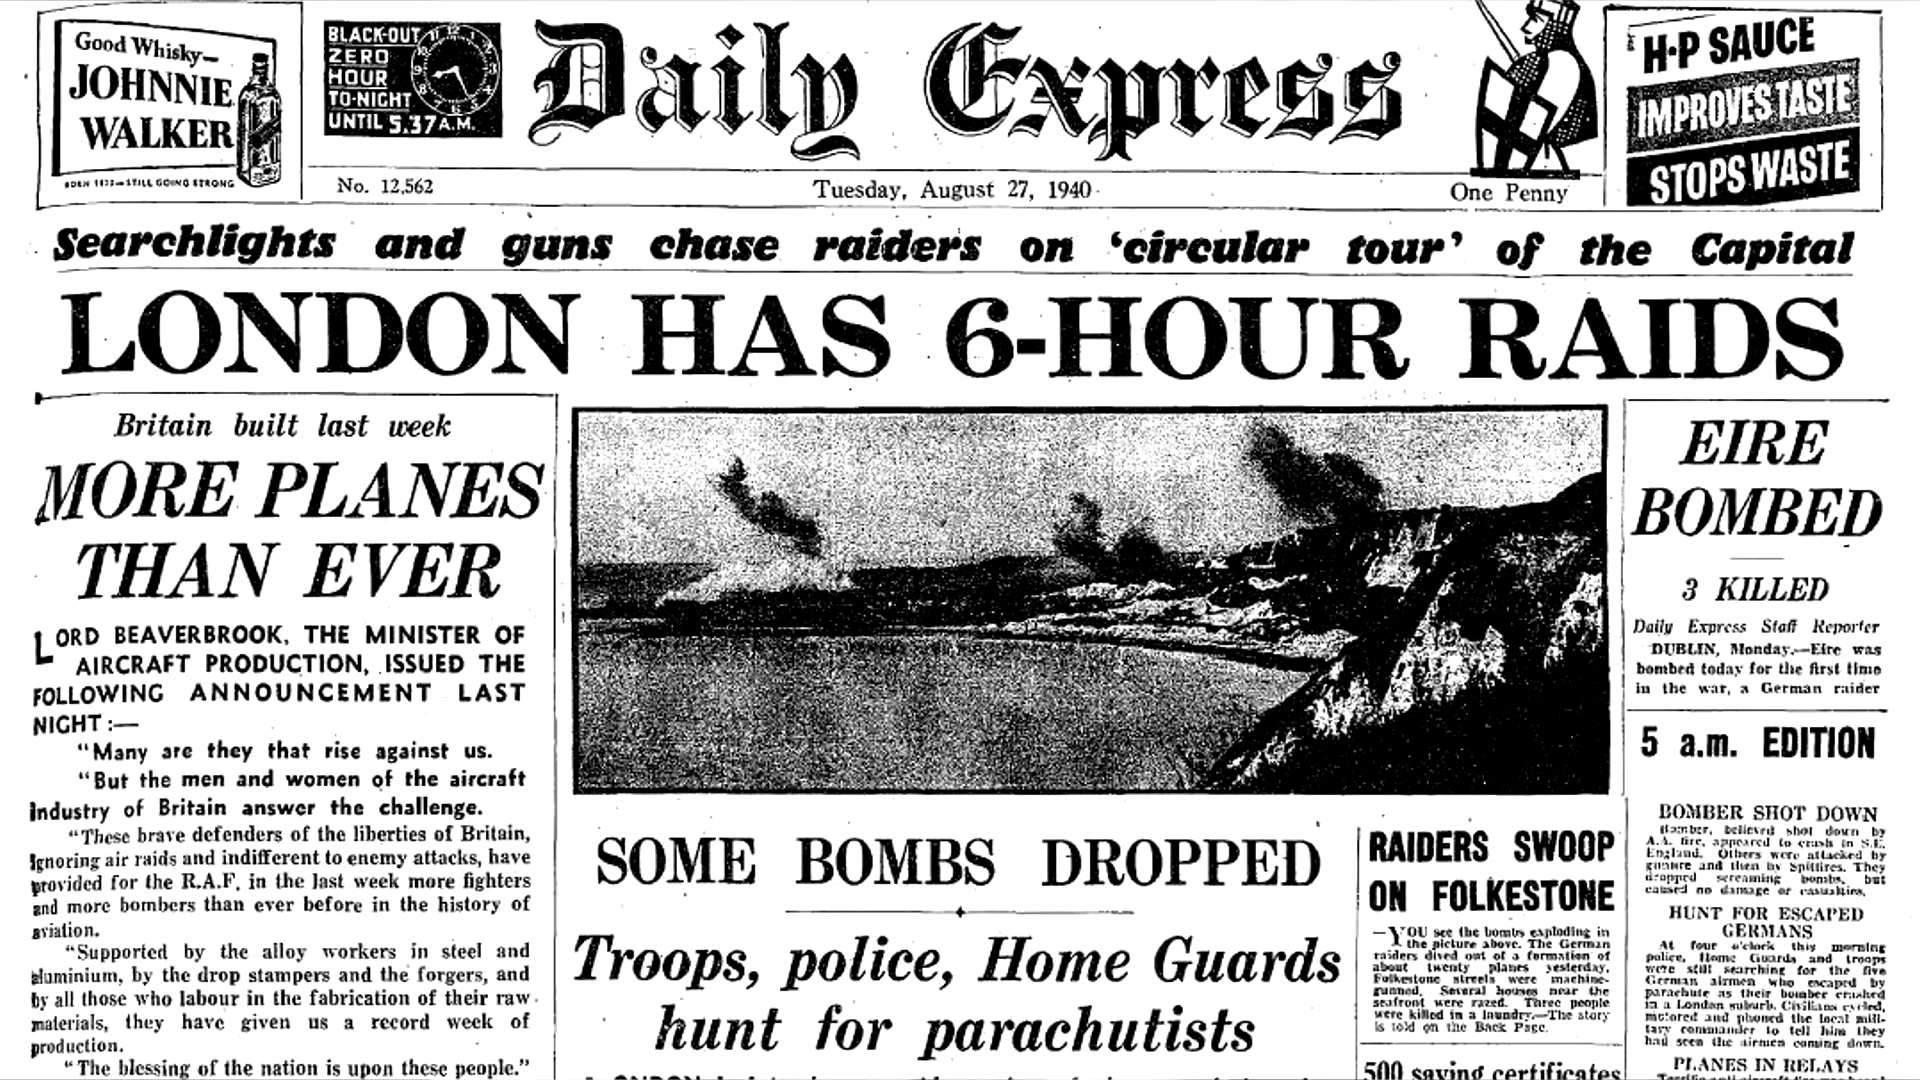 Good Whisky—
JOHNNIE
WALKER
BORN 1820—STILL GOING STRONG
BLACK-OUT
ZERO
HOUR
TO-NIGHT
UNTIL 5.37 A.M.
Daily Express
H·P SAUCE
IMPROVES TASTE
STOPS WASTE
No. 12,562
Tuesday, August 27, 1940
One Penny
Searchlights and guns chase raiders on ‘circular tour’ of the Capital
LONDON HAS 6-HOUR RAIDS
Britain built last week
MORE PLANES
THAN EVER
LORD BEAVERBROOK, THE MINISTER OF
AIRCRAFT PRODUCTION, ISSUED THE
FOLLOWING ANNOUNCEMENT LAST
NIGHT:—
“Many are they that rise against us.
“But the men and women of the aircraft
industry of Britain answer the challenge.
“These brave defenders of the liberties of Britain,
ignoring air raids and indifferent to enemy attacks, have
provided for the R.A.F. in the last week more fighters
and more bombers than ever before in the history of
aviation.
“Supported by the alloy workers in steel and
aluminium, by the drop stampers and the forgers, and
by all those who labour in the fabrication of their raw
materials, they have given us a record week of
production.
“The blessing of the nation is upon these people.”
SOME BOMBS DROPPED
Troops, police, Home Guards
hunt for parachutists
RAIDERS SWOOP
ON FOLKESTONE
—YOU see the bombs exploding in
the picture above. The German
raiders dived out of a formation of
about twenty planes yesterday.
Folkestone streets were machine-
gunned. Several houses near the
seafront were razed. Three people
were killed in a laundry.—The story
is told on the Back Page.
500 saving certificates
EIRE
BOMBED
3 KILLED
Daily Express Staff Reporter
DUBLIN, Monday.—Eire was
bombed today for the first time
in the war, a German raider
5 a.m. EDITION
BOMBER SHOT DOWN
Bomber, believed shot down by
A.A. fire, appeared to crash in S.E.
England. Others were attacked by
gunfire and then by Spitfires. They
dropped screaming bombs, but
caused no damage or casualties.
HUNT FOR ESCAPED
GERMANS
At four o'clock this morning
police, Home Guards and troops
were still searching for the five
German airmen who escaped by
parachute as their bomber crashed
in a London suburb. Civilians cycled,
motored and phoned the local mili-
tary commander to tell him they
had seen the airmen coming down.
PLANES IN RELAYS